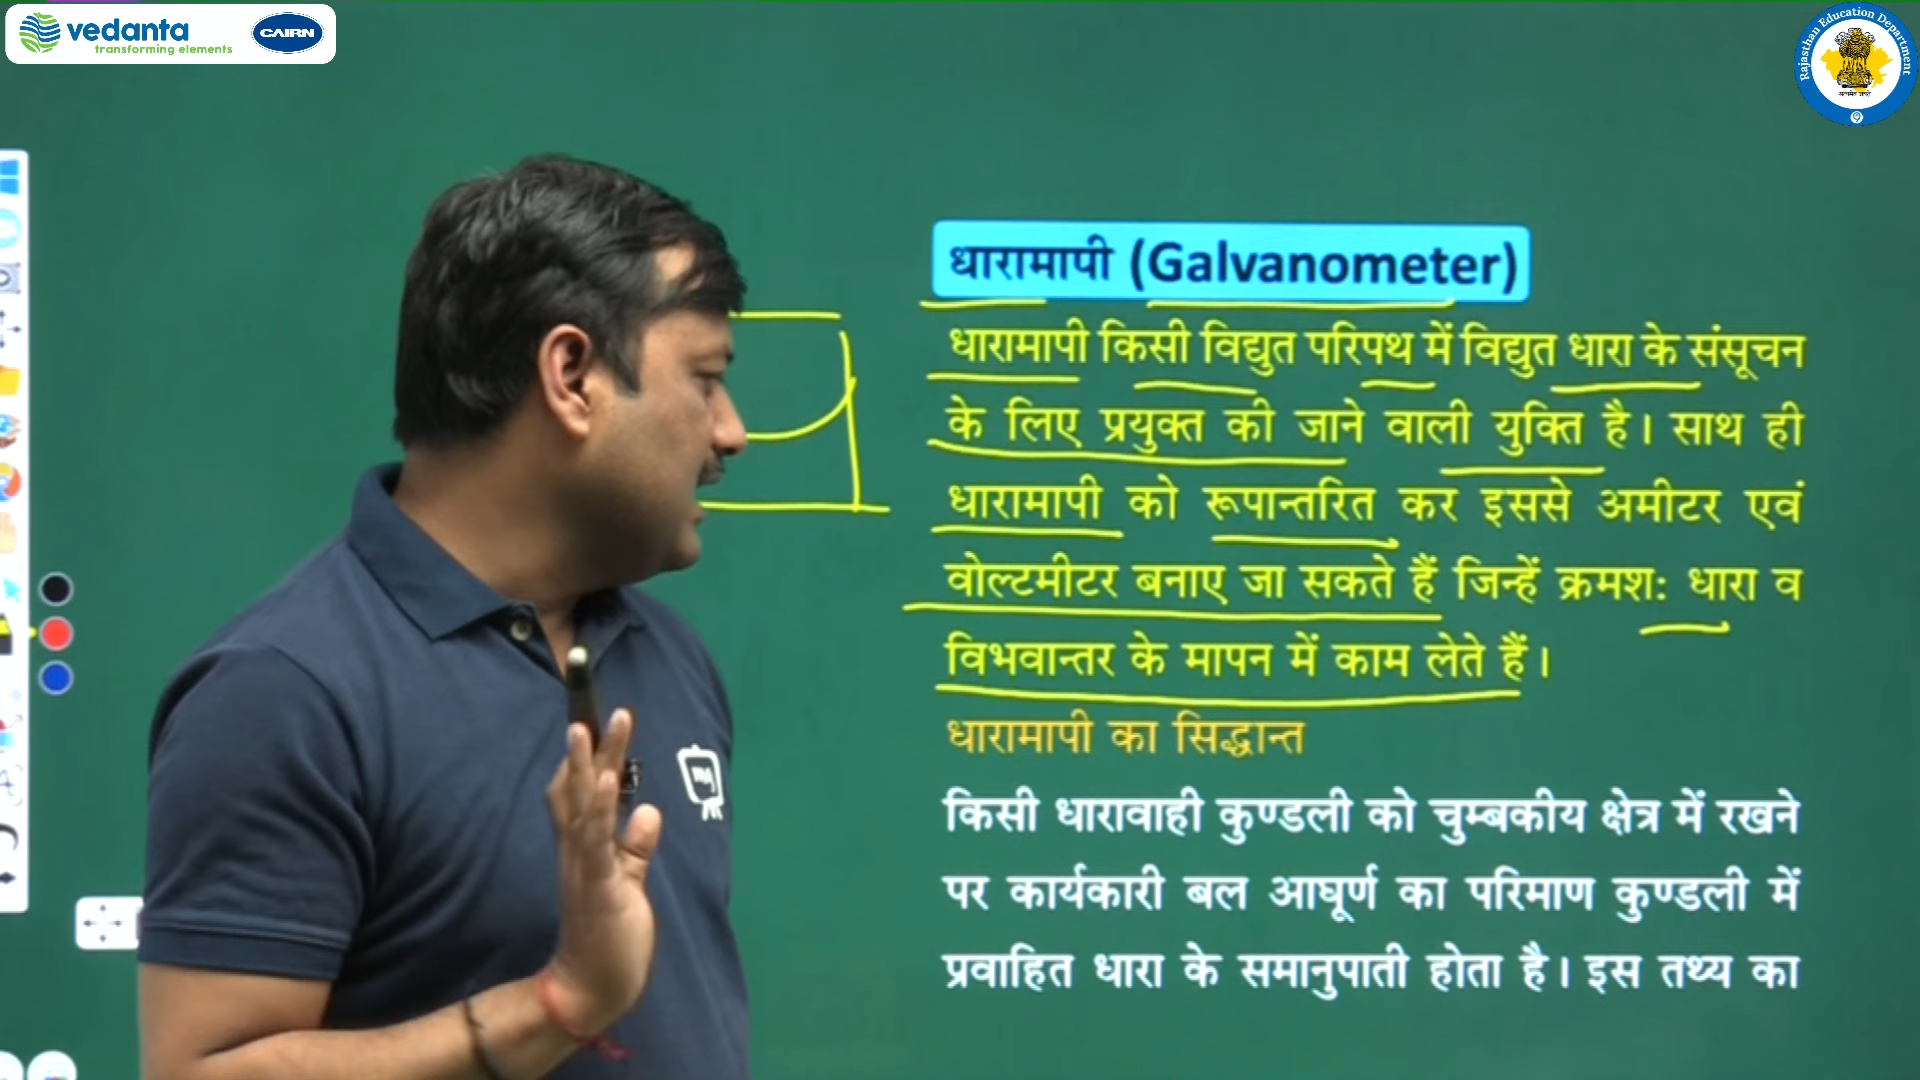 vedanta
transforming elements
CAIRN
Rajasthan Education Department
धारामापी (Galvanometer)
धारामापी किसी विद्युत परिपथ में विद्युत धारा के संसूचन
के लिए प्रयुक्त की जाने वाली युक्ति है। साथ ही
धारामापी को रूपान्तरित कर इससे अमीटर एवं
वोल्टमीटर बनाए जा सकते हैं जिन्हें क्रमश: धारा व
विभवान्तर के मापन में काम लेते हैं।
धारामापी का सिद्धान्त
किसी धारावाही कुण्डली को चुम्बकीय क्षेत्र में रखने
पर कार्यकारी बल आघूर्ण का परिमाण कुण्डली में
प्रवाहित धारा के समानुपाती होता है। इस तथ्य का